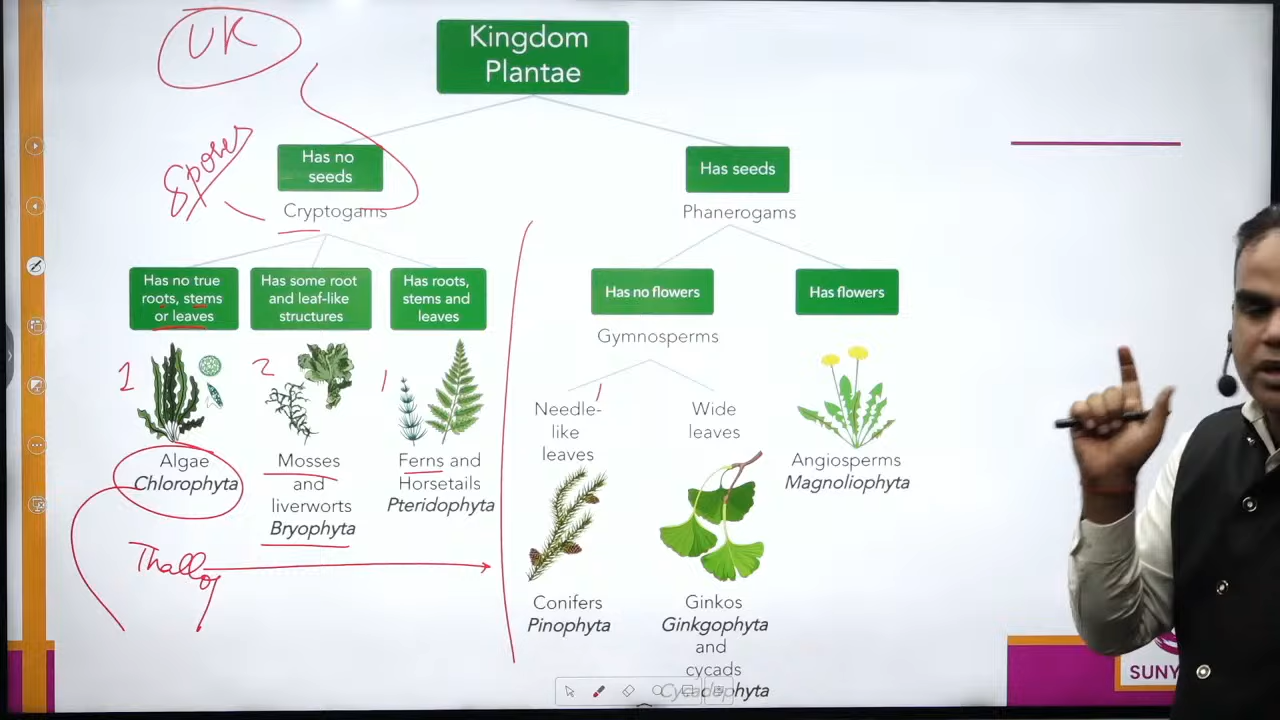 UK
Kingdom
Plantae
Spores
Has no
seeds
Cryptogams
Has seeds
Phanerogams
Has no true
roots, stems
or leaves
Has some root
and leaf-like
structures
Has roots,
stems and
leaves
Has no flowers
Gymnosperms
Has flowers
1
2
1
Needle-
like
leaves
Wide
leaves
Algae
Chlorophyta
Mosses
and
liverworts
Bryophyta
Ferns and
Horsetails
Pteridophyta
Angiosperms
Magnoliophyta
Thallo
Conifers
Pinophyta
Ginkos
Ginkgophyta
and
cycads
Cycadophyta
SUNY